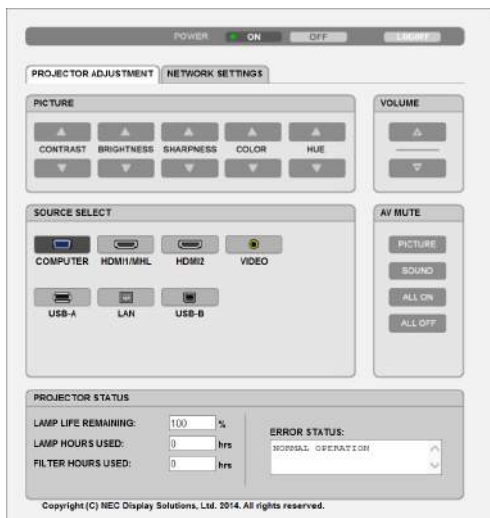 POWER ON OFF LOGOFF
PROJECTOR ADJUSTMENT NETWORK SETTINGS
PICTURE
CONTRAST BRIGHTNESS SHARPNESS COLOR HUE
VOLUME
SOURCE SELECT
COMPUTER HDMI1/MHL HDMI2 VIDEO
USB-A LAN USB-B
AV MUTE
PICTURE
SOUND
ALL ON
ALL OFF
PROJECTOR STATUS
LAMP LIFE REMAINING: 100 %
LAMP HOURS USED: 0 hrs
FILTER HOURS USED: 0 hrs
ERROR STATUS:
NORMAL OPERATION
Copyright (C) NEC Display Solutions, Ltd. 2014. All rights reserved.